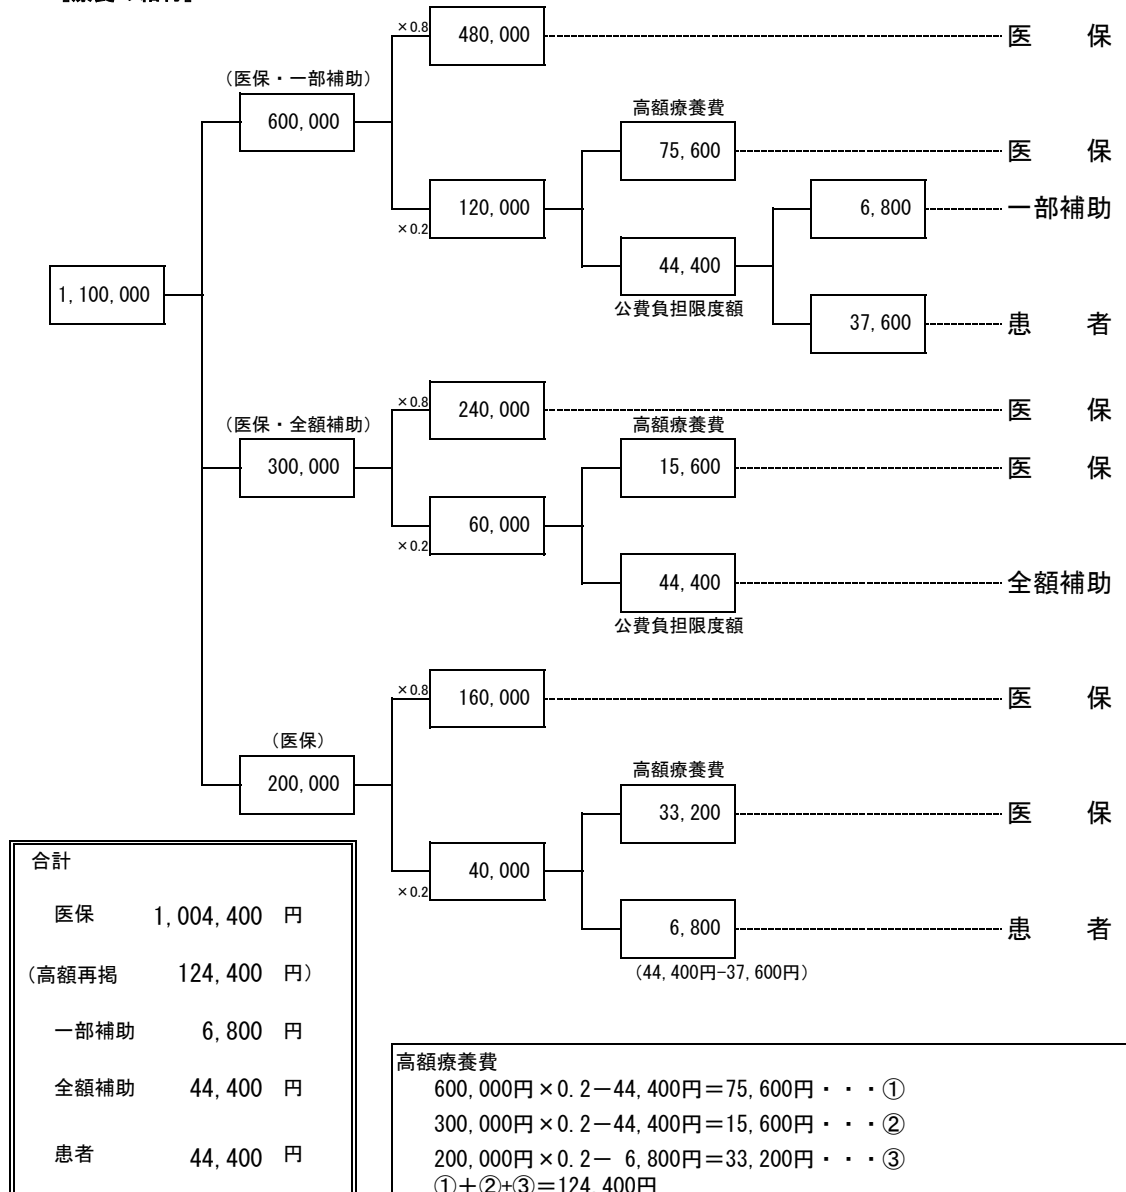 ×0.8 480,000 医　保
(医保・一部補助)
600,000
高額療養費
75,600 医　保
×0.2 120,000
6,800 一部補助
44,400
公費負担限度額
37,600 患　者
1,100,000
×0.8 240,000 医　保
(医保・全額補助)
300,000
高額療養費
15,600 医　保
×0.2 60,000
44,400 全額補助
公費負担限度額
×0.8 160,000 医　保
(医保)
200,000
高額療養費
33,200 医　保
×0.2 40,000
6,800 患　者
(44,400円-37,600円)
合計
医保 1,004,400 円
(高額再掲 124,400 円)
一部補助 6,800 円
全額補助 44,400 円
患者 44,400 円
高額療養費
600,000円×0.2－44,400円＝75,600円・・・①
300,000円×0.2－44,400円＝15,600円・・・②
200,000円×0.2－ 6,800円＝33,200円・・・③
①＋②+③＝124,400円